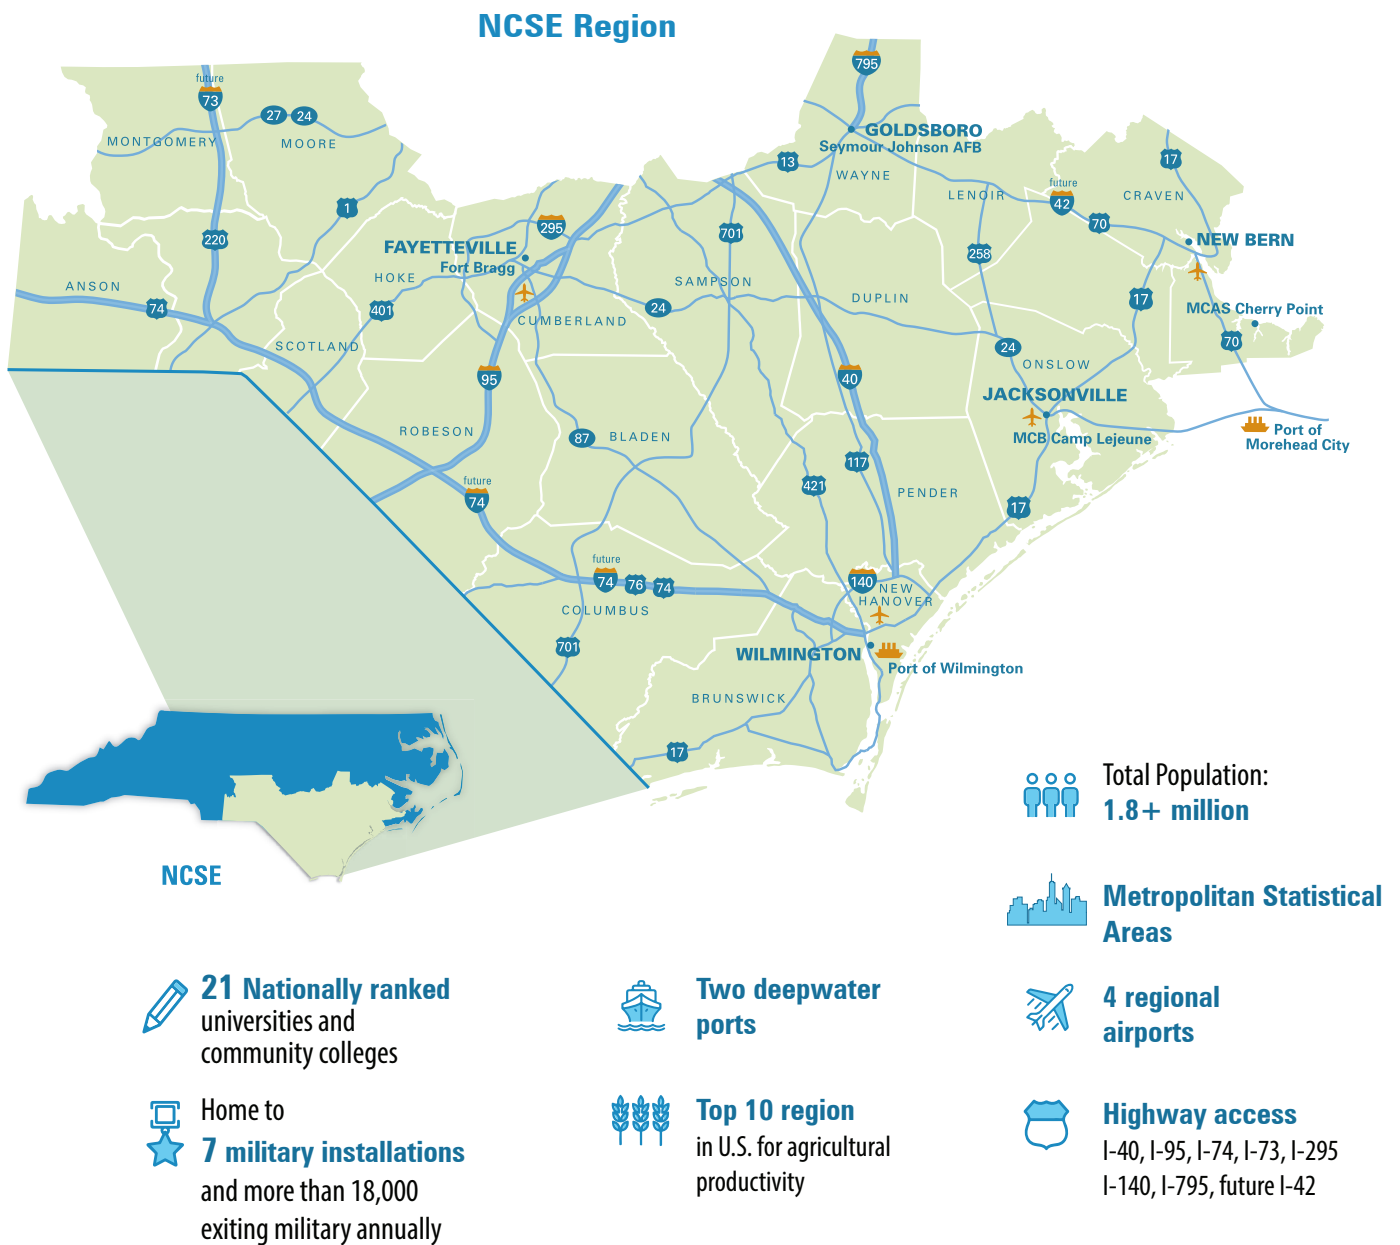 NCSE Region
795
future
73
27
24
GOLDSBORO
Seymour Johnson AFB
MONTGOMERY
MOORE
13
17
WAYNE
future
42
LENOIR
CRAVEN
1
70
295
701
220
FAYETTEVILLE
Fort Bragg
NEW BERN
258
HOKE
SAMPSON
ANSON
DUPLIN
17
74
401
24
MCAS Cherry Point
CUMBERLAND
70
SCOTLAND
24
ONSLOW
95
40
JACKSONVILLE
ROBESON
87
BLADEN
MCB Camp Lejeune
Port of
Morehead City
117
future
74
421
PENDER
17
future
74
76
74
140
NEW
HANOVER
COLUMBUS
701
WILMINGTON
Port of Wilmington
BRUNSWICK
17
NCSE
Total Population:
1.8+ million
Metropolitan Statistical
Areas
21 Nationally ranked
universities and
community colleges
Two deepwater
ports
4 regional
airports
Home to
7 military installations
and more than 18,000
exiting military annually
Top 10 region
in U.S. for agricultural
productivity
Highway access
I-40, I-95, I-74, I-73, I-295
I-140, I-795, future I-42